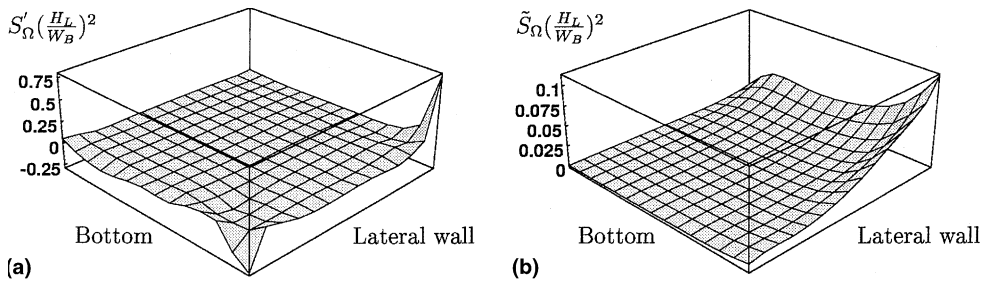 S′_Ω(H_L/W_B)²
0.75
0.5
0.25
0
-0.25
Bottom
Lateral wall
(a)
S̃_Ω(H_L/W_B)²
0.1
0.075
0.05
0.025
0
Bottom
Lateral wall
(b)